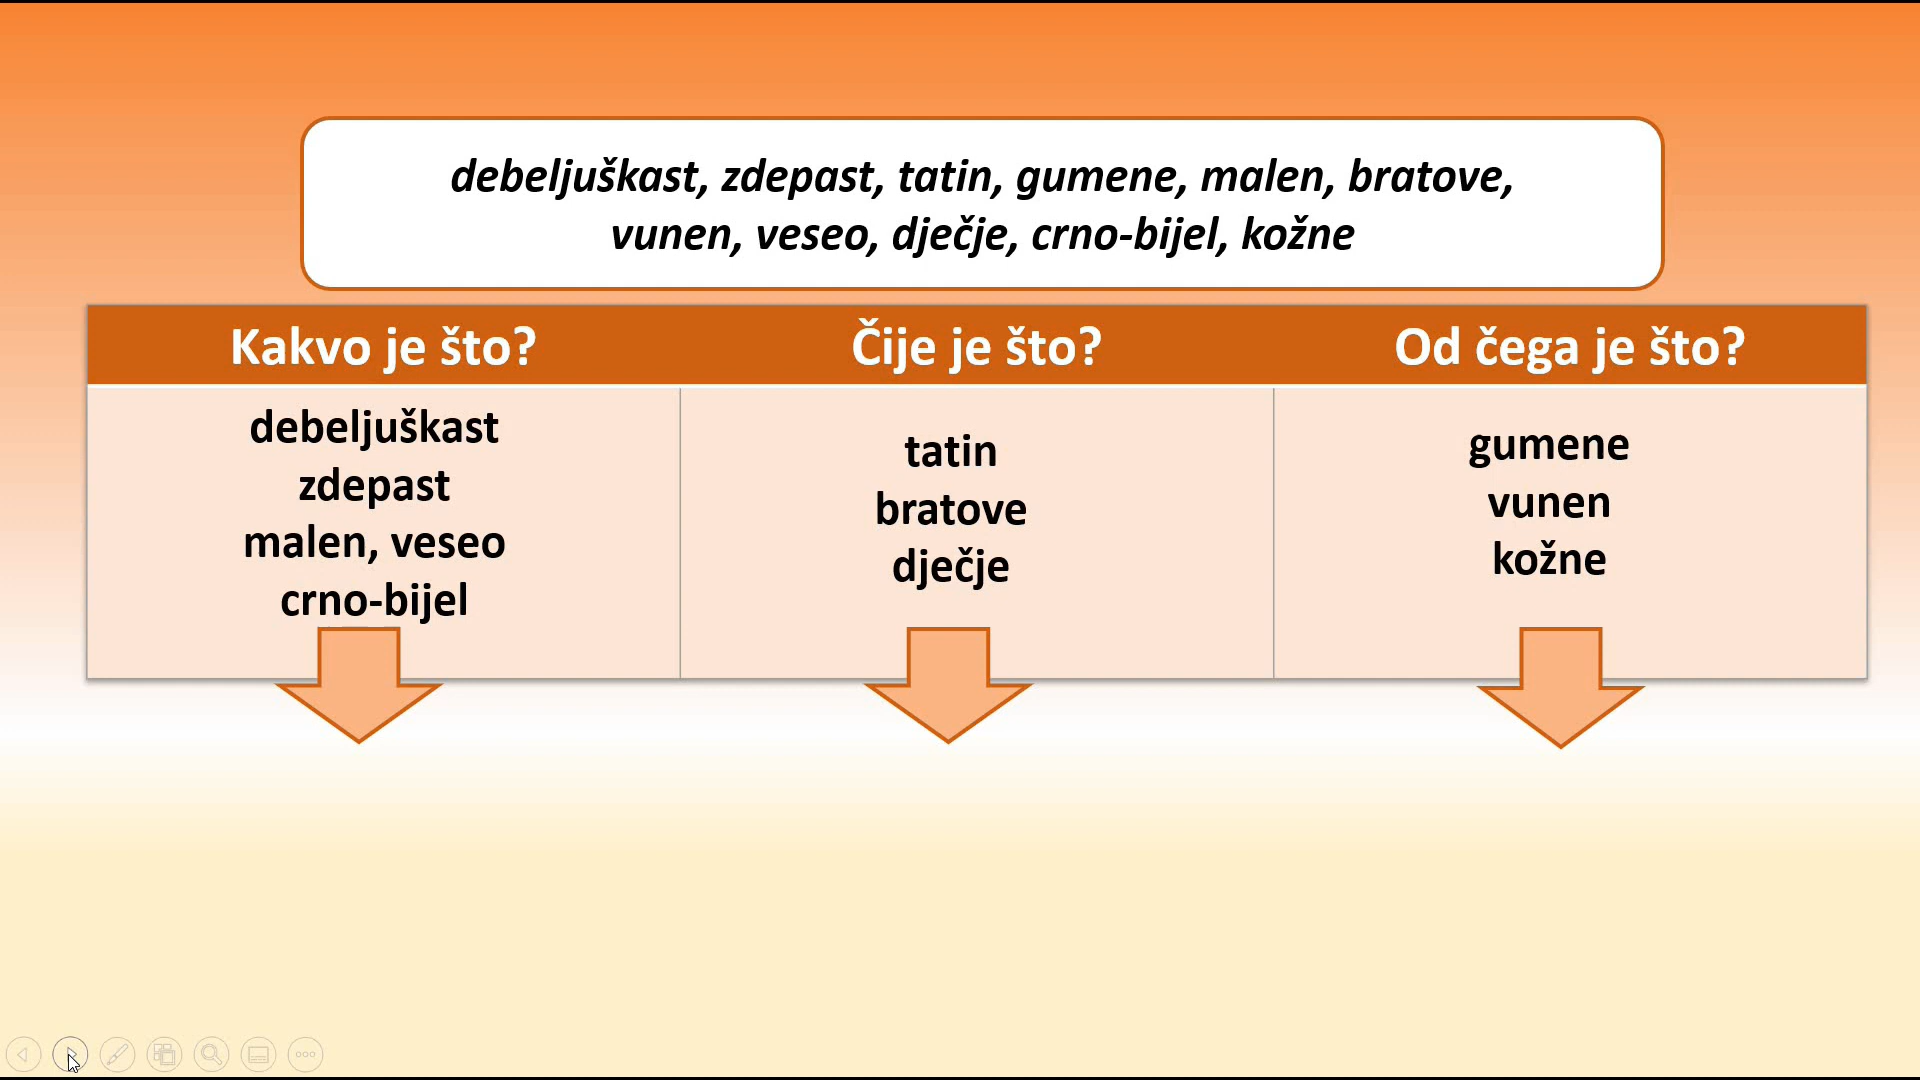 debeljuškast, zdepast, tatin, gumene, malen, bratove,
vunen, veseo, dječje, crno-bijel, kožne
Kakvo je što?
Čije je što?
Od čega je što?
debeljuškast
zdepast
malen, veseo
crno-bijel
tatin
bratove
dječje
gumene
vunen
kožne